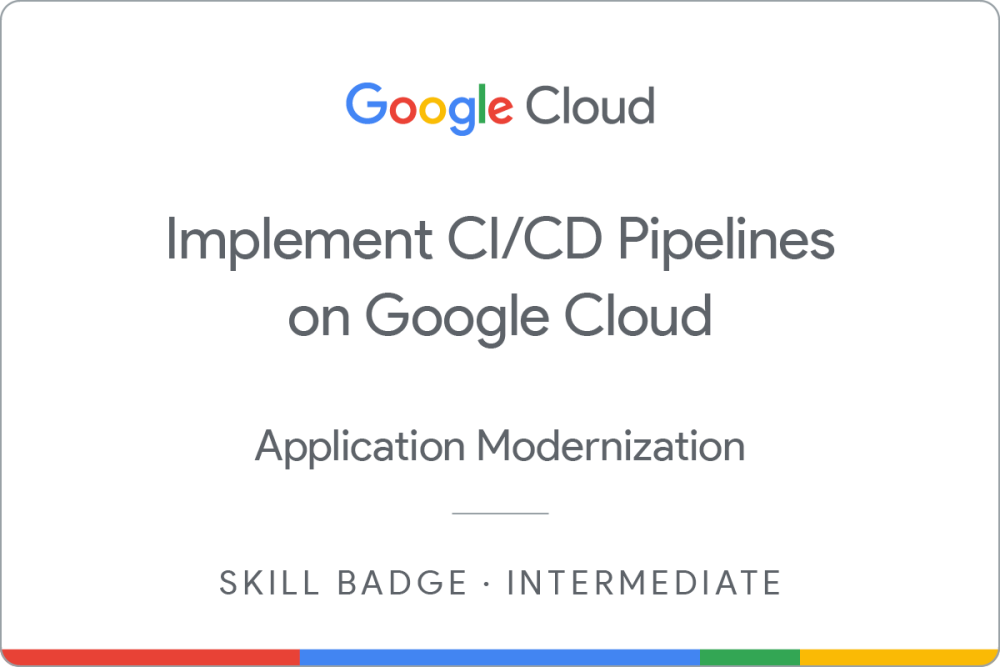 Google Cloud
Implement CI/CD Pipelines
on Google Cloud
Application Modernization
SKILL BADGE · INTERMEDIATE